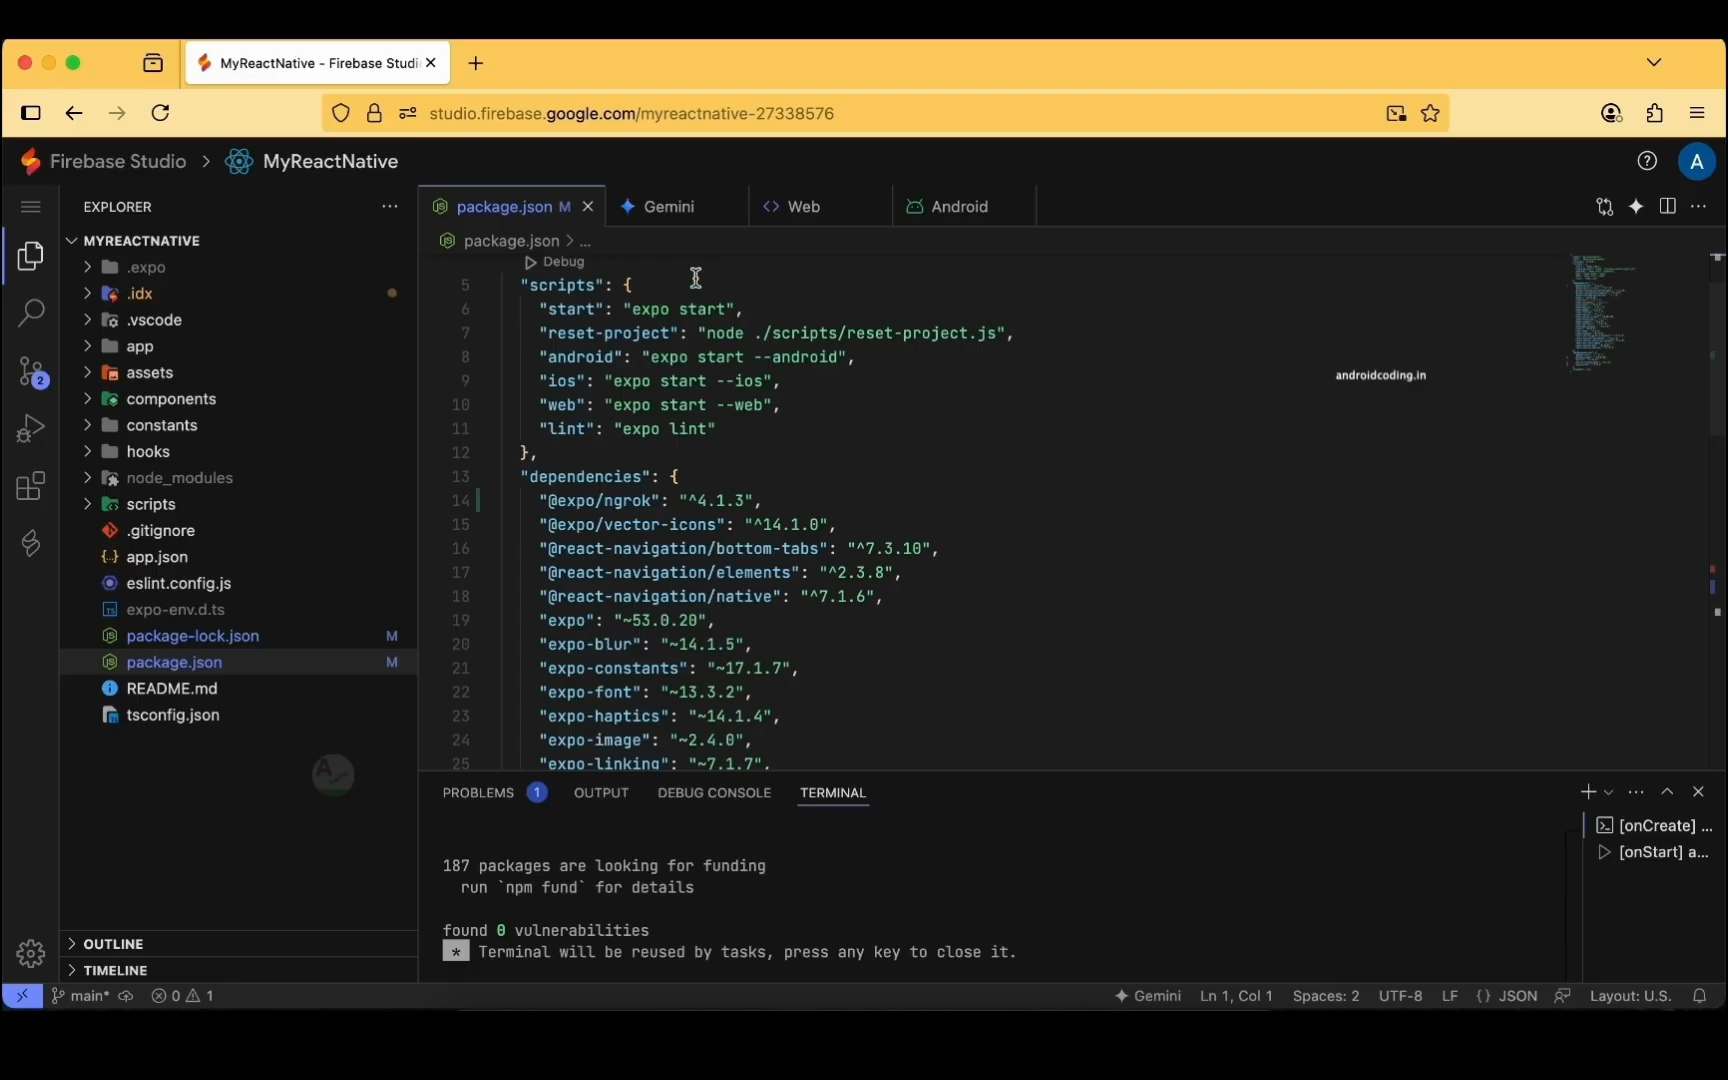 MyReactNative - Firebase Studi
studio.firebase.google.com/myreactnative-27338576
Firebase Studio > MyReactNative
A
EXPLORER
MYREACTNATIVE
.expo
.idx
.vscode
app
assets
components
constants
hooks
node_modules
scripts
.gitignore
app.json
eslint.config.js
expo-env.d.ts
package-lock.json M
package.json M
README.md
tsconfig.json
OUTLINE
TIMELINE
2
package.json M
Gemini
Web
Android
package.json > ...
Debug
5 "scripts": {
6 "start": "expo start",
7 "reset-project": "node ./scripts/reset-project.js",
8 "android": "expo start --android",
9 "ios": "expo start --ios",
10 "web": "expo start --web",
11 "lint": "expo lint"
12 },
13 "dependencies": {
14 "@expo/ngrok": "^4.1.3",
15 "@expo/vector-icons": "^14.1.0",
16 "@react-navigation/bottom-tabs": "^7.3.10",
17 "@react-navigation/elements": "^2.3.8",
18 "@react-navigation/native": "^7.1.6",
19 "expo": "~53.0.20",
20 "expo-blur": "~14.1.5",
21 "expo-constants": "~17.1.7",
22 "expo-font": "~13.3.2",
23 "expo-haptics": "~14.1.4",
24 "expo-image": "~2.4.0",
25 "expo-linking": "~7.1.7",
androidcoding.in
PROBLEMS 1 OUTPUT DEBUG CONSOLE TERMINAL
187 packages are looking for funding
run `npm fund` for details
found 0 vulnerabilities
* Terminal will be reused by tasks, press any key to close it.
[onCreate] ...
[onStart] a...
main* 0 1
Gemini Ln 1, Col 1 Spaces: 2 UTF-8 LF {} JSON Layout: U.S.